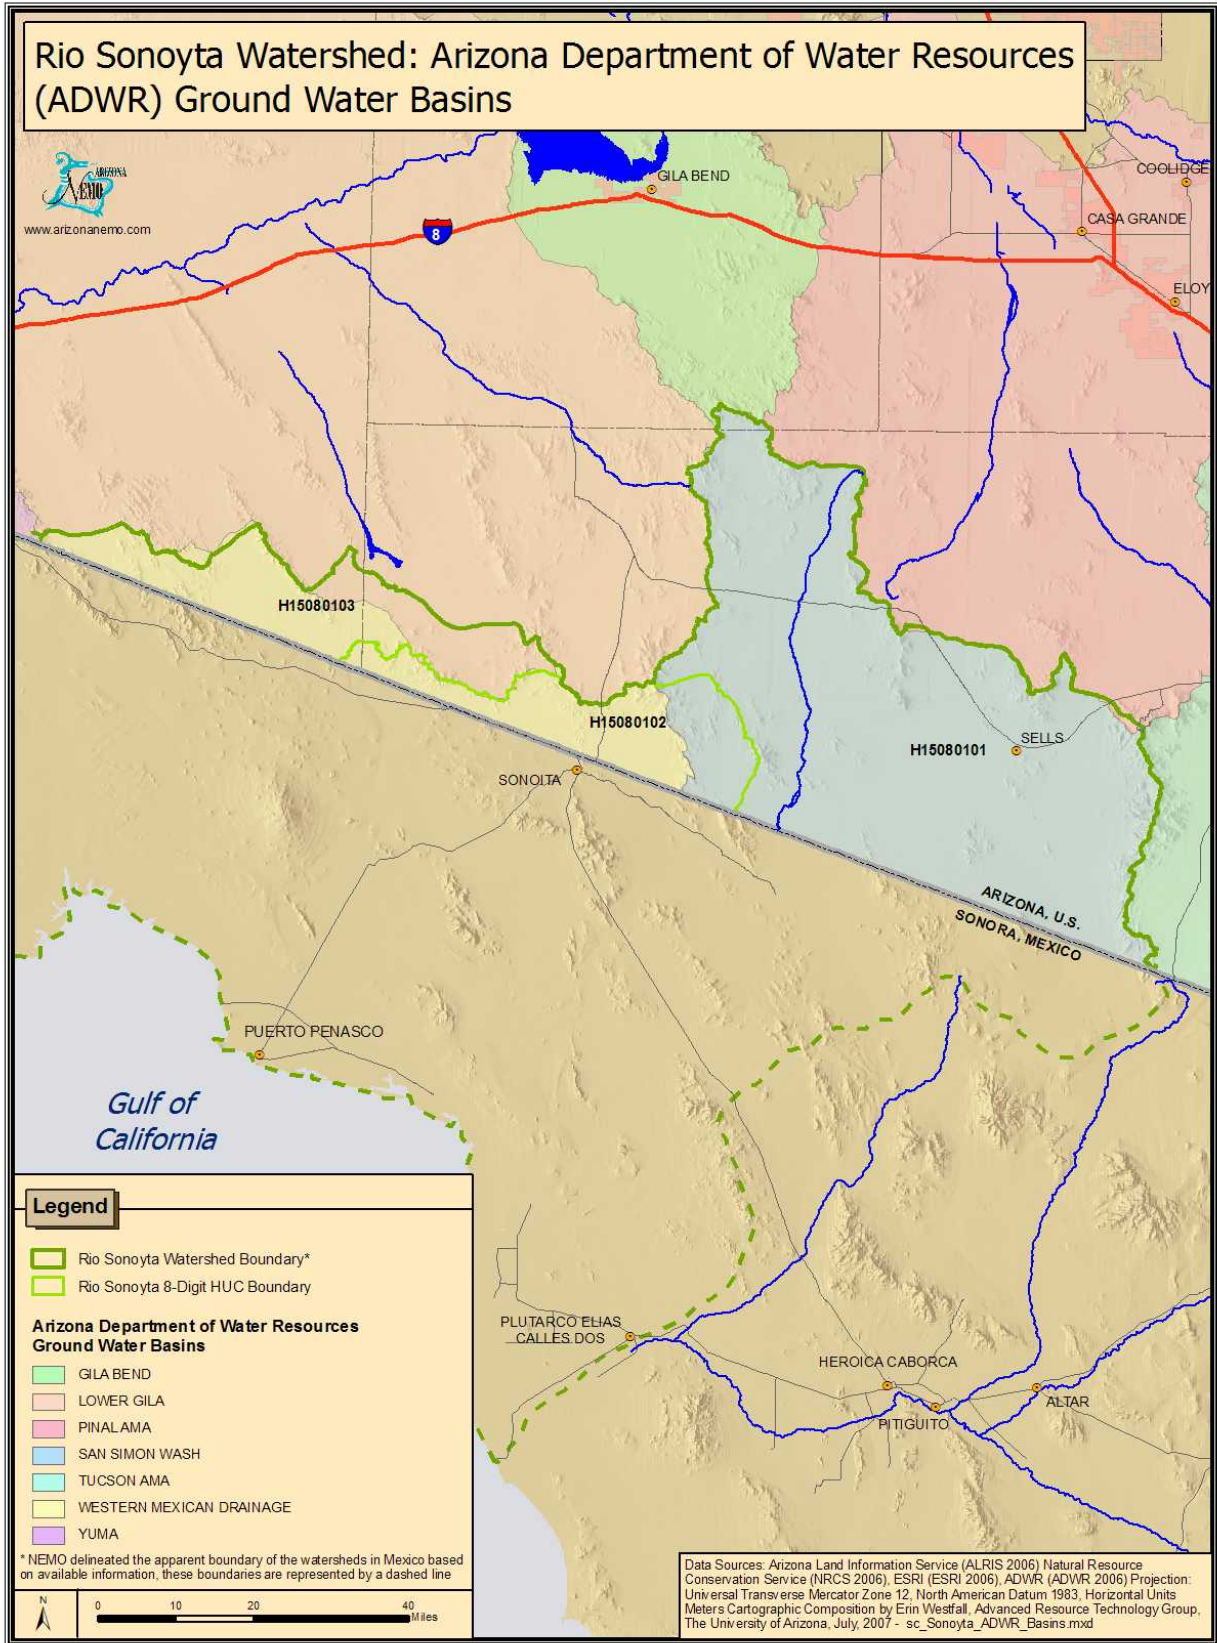 Rio Sonoyta Watershed: Arizona Department of Water Resources
(ADWR) Ground Water Basins
ARIZONA
NEMO
www.arizonanemo.com
8
GILA BEND
COOLIDGE
CASA GRANDE
ELOY
H15080103
H15080102
H15080101
SELLS
SONOITA
ARIZONA, U.S.
SONORA, MEXICO
PUERTO PENASCO
Gulf of
California
PLUTARCO ELIAS
CALLES DOS
HEROICA CABORCA
PITIGUITO
ALTAR
Legend
Rio Sonoyta Watershed Boundary*
Rio Sonoyta 8-Digit HUC Boundary
Arizona Department of Water Resources
Ground Water Basins
GILA BEND
LOWER GILA
PINAL AMA
SAN SIMON WASH
TUCSON AMA
WESTERN MEXICAN DRAINAGE
YUMA
* NEMO delineated the apparent boundary of the watersheds in Mexico based
on available information, these boundaries are represented by a dashed line
N
0 10 20 40
Miles
Data Sources: Arizona Land Information Service (ALRIS 2006) Natural Resource
Conservation Service (NRCS 2006), ESRI (ESRI 2006), ADWR (ADWR 2006) Projection:
Universal Transverse Mercator Zone 12, North American Datum 1983, Horizontal Units
Meters Cartographic Composition by Erin Westfall, Advanced Resource Technology Group,
The University of Arizona, July, 2007 - sc_Sonoyta_ADWR_Basins.mxd